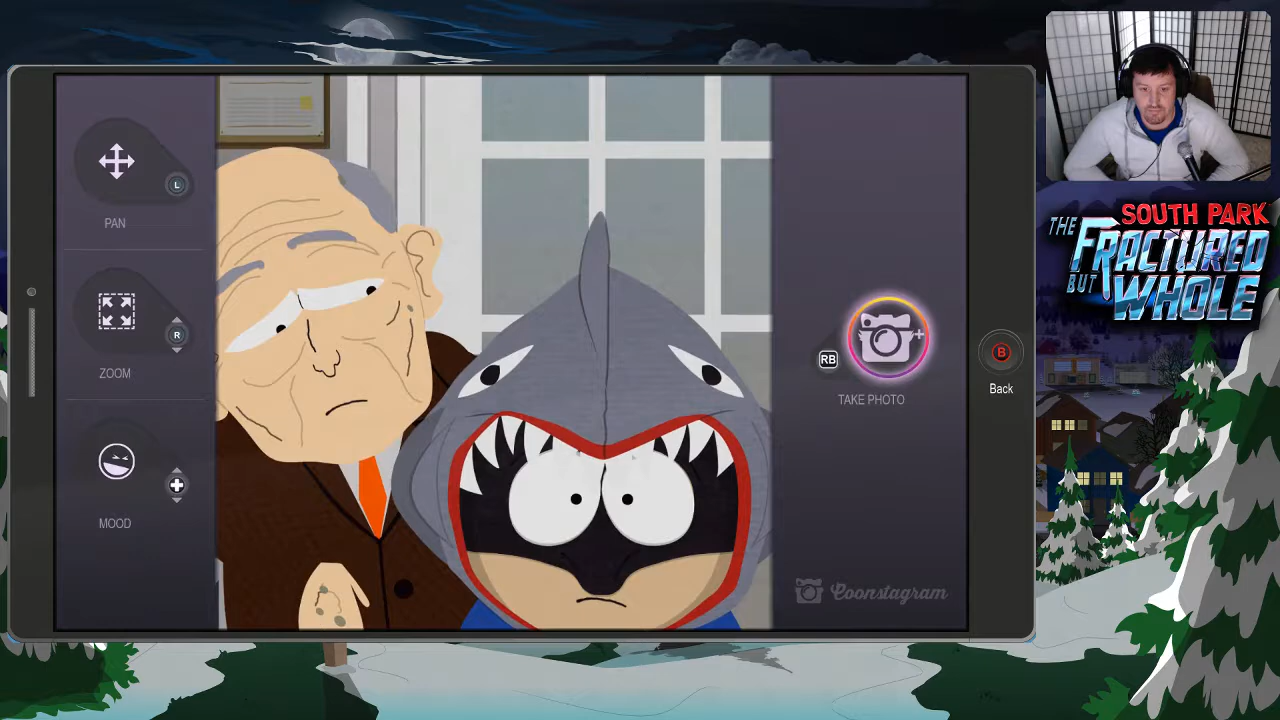 L
PAN
R
ZOOM
MOOD
RB
TAKE PHOTO
Coonstagram
B
Back
SOUTH PARK
THE FRACTURED
BUT WHOLE